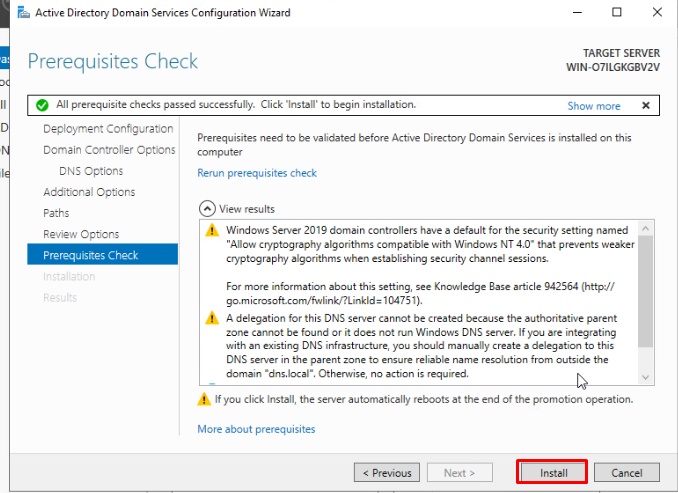 Active Directory Domain Services Configuration Wizard
Prerequisites Check
TARGET SERVER
WIN-O7ILGKGBV2V
All prerequisite checks passed successfully. Click 'Install' to begin installation.
Show more
Deployment Configuration
Domain Controller Options
DNS Options
Additional Options
Paths
Review Options
Prerequisites Check
Installation
Results
Prerequisites need to be validated before Active Directory Domain Services is installed on this
computer
Rerun prerequisites check
View results
Windows Server 2019 domain controllers have a default for the security setting named
"Allow cryptography algorithms compatible with Windows NT 4.0" that prevents weaker
cryptography algorithms when establishing security channel sessions.
For more information about this setting, see Knowledge Base article 942564 (http://
go.microsoft.com/fwlink/?LinkId=104751).
A delegation for this DNS server cannot be created because the authoritative parent
zone cannot be found or it does not run Windows DNS server. If you are integrating
with an existing DNS infrastructure, you should manually create a delegation to this
DNS server in the parent zone to ensure reliable name resolution from outside the
domain "dns.local". Otherwise, no action is required.
If you click Install, the server automatically reboots at the end of the promotion operation.
More about prerequisites
< Previous
Next >
Install
Cancel